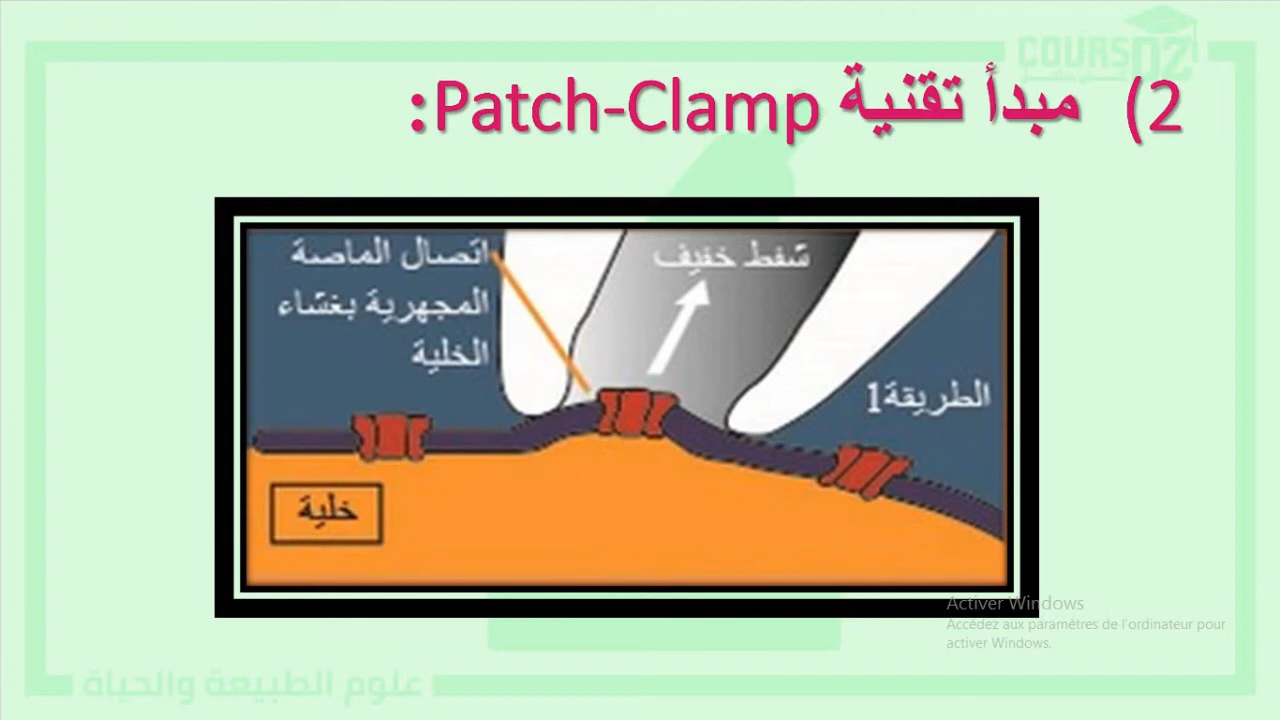 COURSDZ
2) مبدأ تقنية Patch-Clamp:
اتصال الماصة
المجهرية بغشاء
الخلية
شفط خفيف
الطريقة1
خلية
Activer Windows
Accédez aux paramètres de l'ordinateur pour
activer Windows.
علوم الطبيعة والحياة